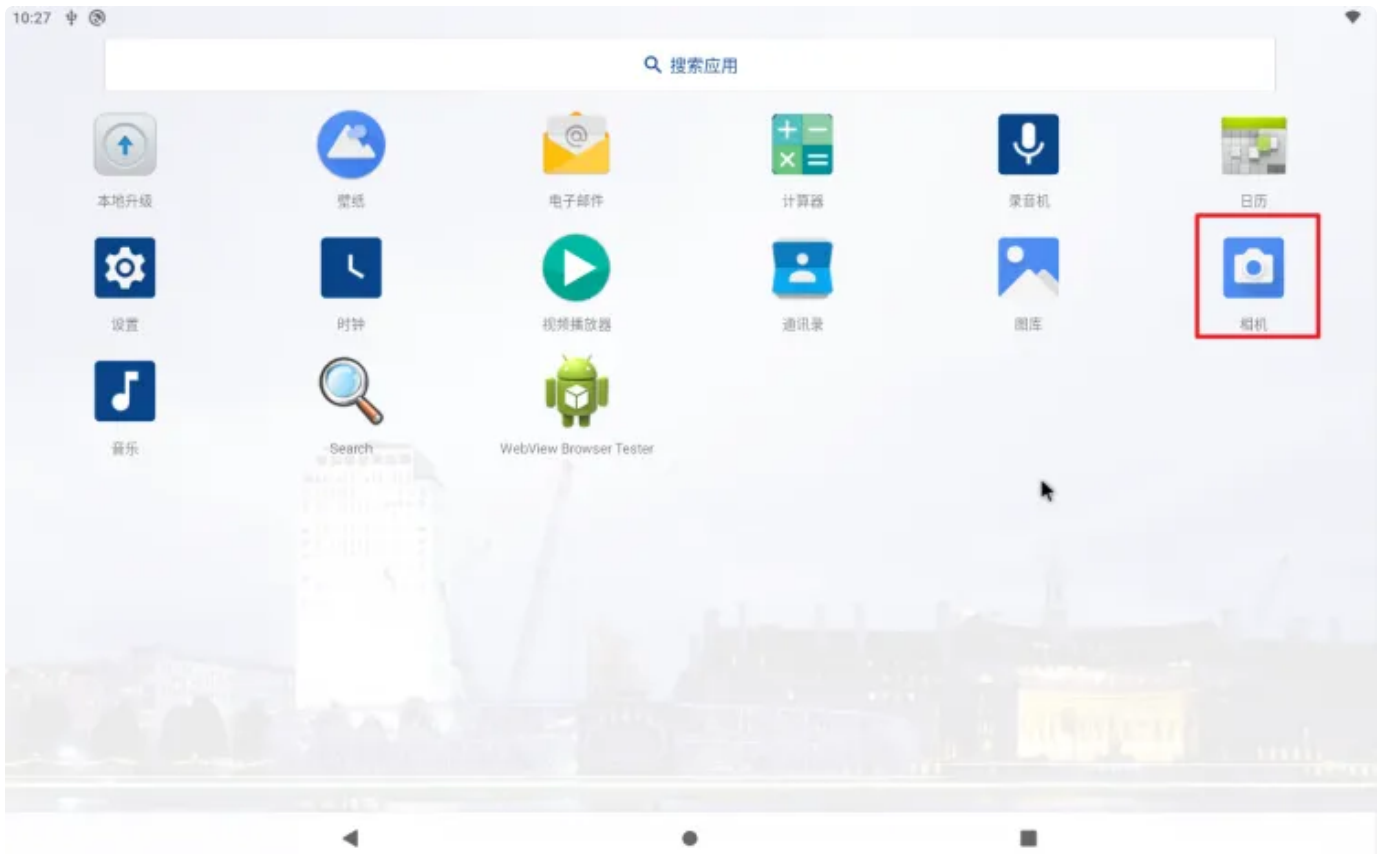 10:27
搜索应用
本地升级
壁纸
电子邮件
计算器
录音机
日历
设置
时钟
视频播放器
通讯录
图库
相机
音乐
Search
WebView Browser Tester